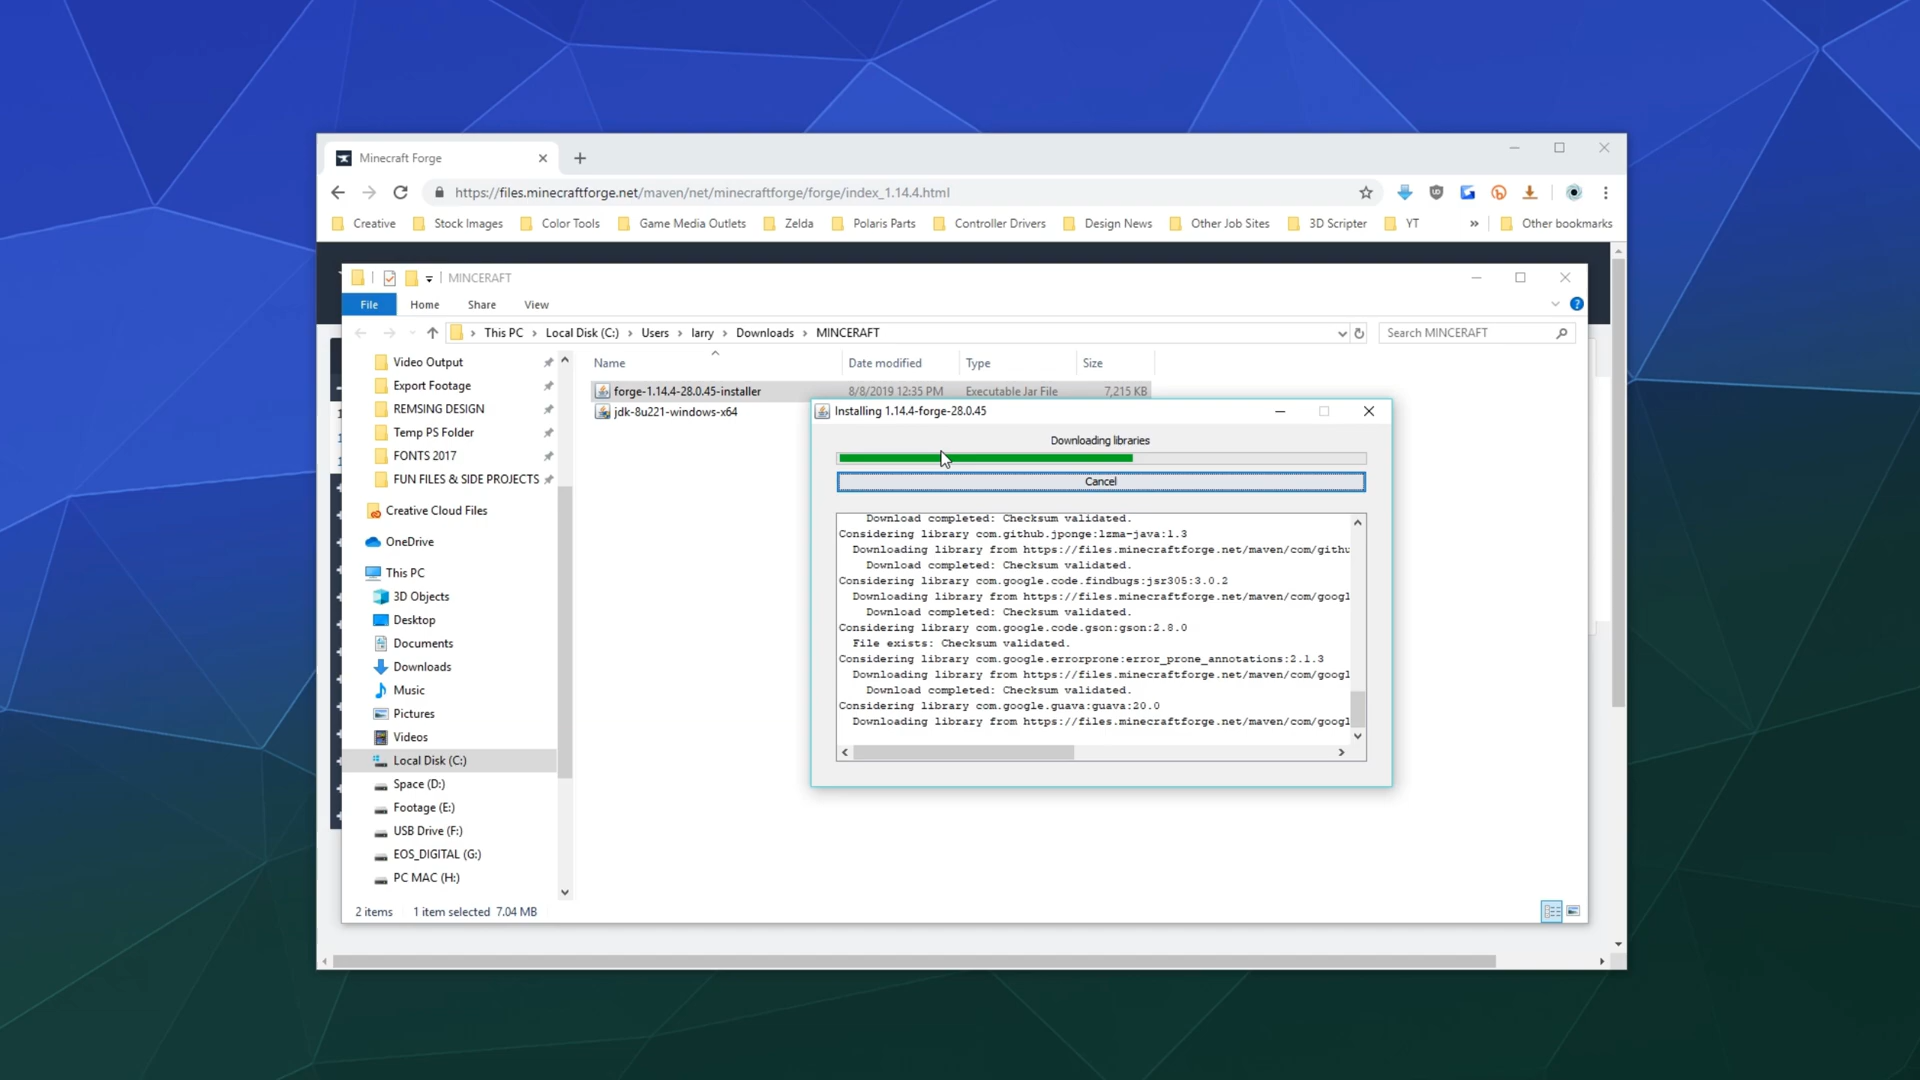 Minecraft Forge
https://files.minecraftforge.net/maven/net/minecraftforge/forge/index_1.14.4.html
Creative Stock Images Color Tools Game Media Outlets Zelda Polaris Parts Controller Drivers Design News Other Job Sites 3D Scripter YT » Other bookmarks
MINCERAFT
File Home Share View
This PC > Local Disk (C:) > Users > larry > Downloads > MINCERAFT
Search MINCERAFT
Name Date modified Type Size
forge-1.14.4-28.0.45-installer 8/8/2019 12:35 PM Executable Jar File 7,215 KB
jdk-8u221-windows-x64
Video Output
Export Footage
REMSING DESIGN
Temp PS Folder
FONTS 2017
FUN FILES & SIDE PROJECTS
Creative Cloud Files
OneDrive
This PC
3D Objects
Desktop
Documents
Downloads
Music
Pictures
Videos
Local Disk (C:)
Space (D:)
Footage (E:)
USB Drive (F:)
EOS_DIGITAL (G:)
PC MAC (H:)
2 items 1 item selected 7.04 MB
Installing 1.14.4-forge-28.0.45
Downloading libraries
Cancel
Download completed: Checksum validated.
Considering library com.github.jponge:lzma-java:1.3
Downloading library from https://files.minecraftforge.net/maven/com/githu
Download completed: Checksum validated.
Considering library com.google.code.findbugs:jsr305:3.0.2
Downloading library from https://files.minecraftforge.net/maven/com/googl
Download completed: Checksum validated.
Considering library com.google.code.gson:gson:2.8.0
File exists: Checksum validated.
Considering library com.google.errorprone:error_prone_annotations:2.1.3
Downloading library from https://files.minecraftforge.net/maven/com/googl
Download completed: Checksum validated.
Considering library com.google.guava:guava:20.0
Downloading library from https://files.minecraftforge.net/maven/com/googl